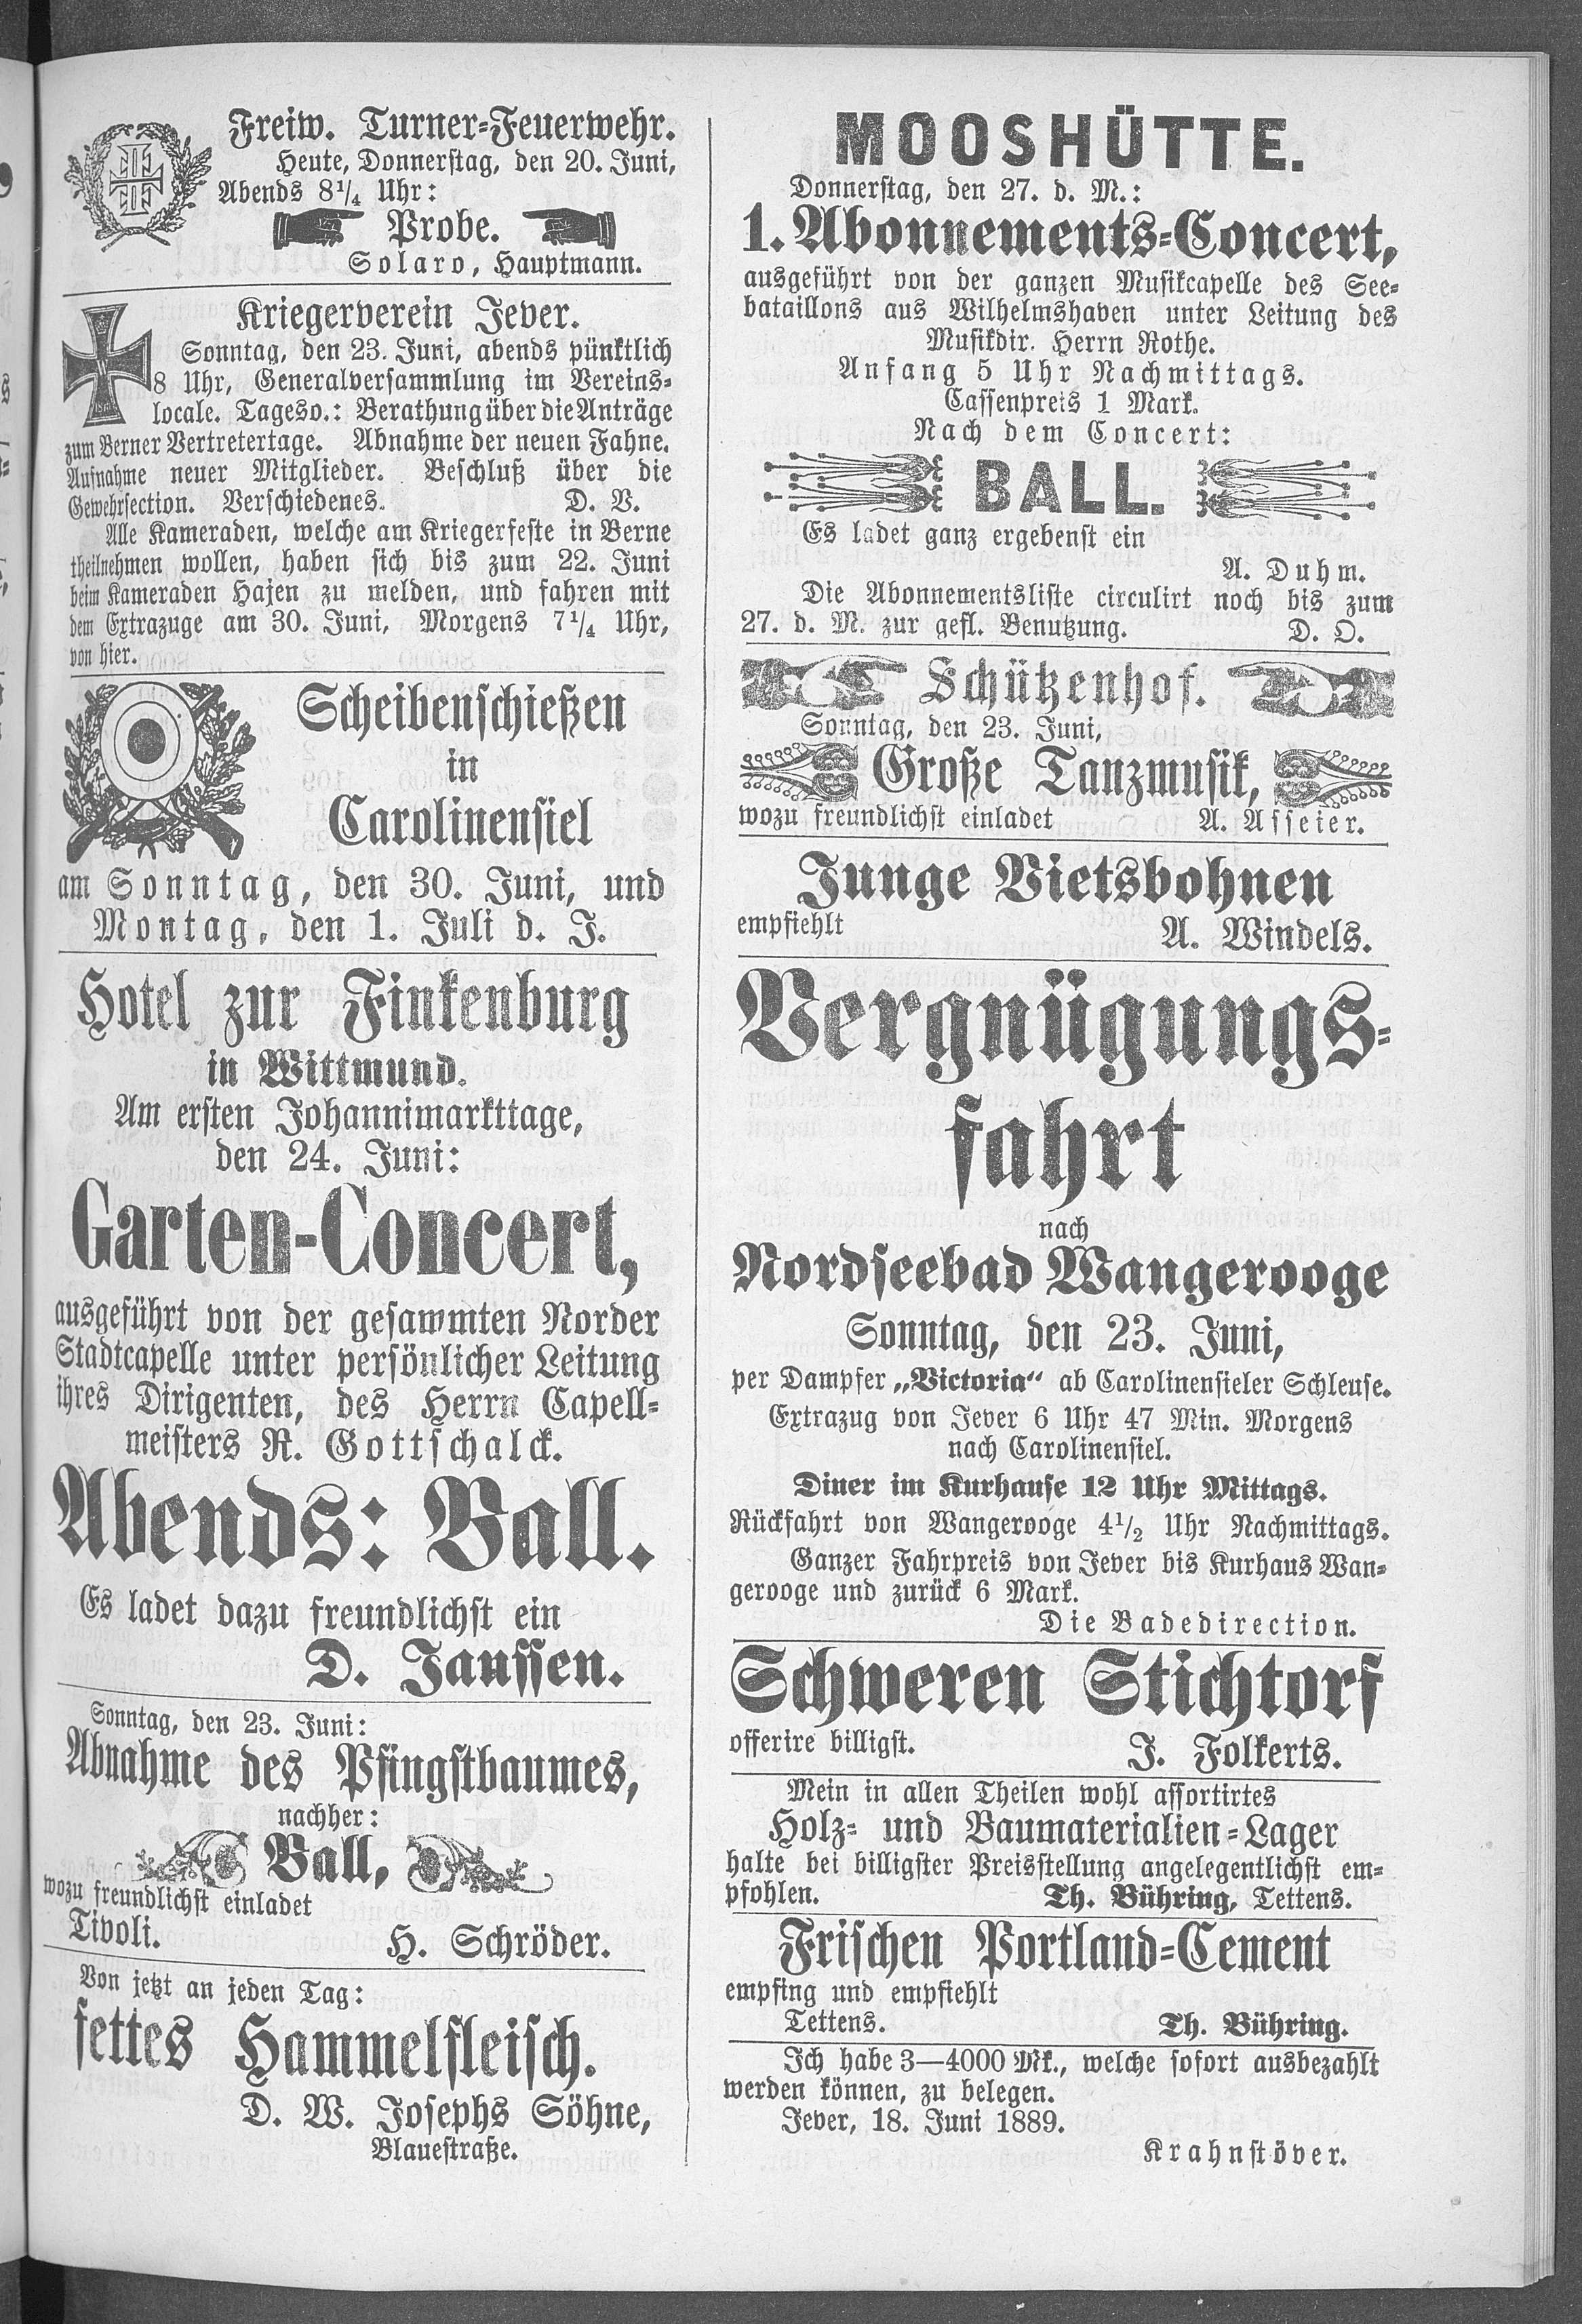 Freiw. Turner-Feuerwehr.
Heute, Donnerstag, den 20. Juni,
Abends 8¼ Uhr:
Probe.
Solaro, Hauptmann.
Kriegerverein Jever.
Sonntag, den 23. Juni, abends pünktlich
8 Uhr, Generalversammlung im Vereins-
locale. Tageso.: Berathung über die Anträge
zum Berner Vertretertage. Abnahme der neuen Fahne.
Aufnahme neuer Mitglieder. Beschluß über die
Gewehrsection. Verschiedenes. D. V.
Alle Kameraden, welche am Kriegerfeste in Berne
theilnehmen wollen, haben sich bis zum 22. Juni
beim Kameraden Hajen zu melden, und fahren mit
dem Extrazuge am 30. Juni, Morgens 7¼ Uhr,
von hier.
Scheibenschießen
in
Carolinensiel
am Sonntag, den 30. Juni, und
Montag, den 1. Juli d. J.
Hotel zur Finkenburg
in Wittmund.
Am ersten Johannimarkttage,
den 24. Juni:
Garten-Concert,
ausgeführt von der gesammten Norder
Stadtcapelle unter persönlicher Leitung
ihres Dirigenten, des Herrn Capell-
meisters R. Gottschalck.
Abends: Ball.
Es ladet dazu freundlichst ein
D. Janssen.
Sonntag, den 23. Juni:
Abnahme des Pfingstbaumes,
nachher:
Ball,
wozu freundlichst einladet
Tivoli. H. Schröder.
Von jetzt an jeden Tag:
fettes Hammelfleisch.
D. W. Josephs Söhne,
Blauestraße.
MOOSHÜTTE.
Donnerstag, den 27. d. M.:
1. Abonnements-Concert,
ausgeführt von der ganzen Musikcapelle des See-
bataillons aus Wilhelmshaven unter Leitung des
Musikdir. Herrn Rothe.
Anfang 5 Uhr Nachmittags.
Cassenpreis 1 Mark.
Nach dem Concert:
BALL.
Es ladet ganz ergebenst ein
A. Duhm.
Die Abonnementsliste circulirt noch bis zum
27. d. M. zur gefl. Benutzung. D. O.
Schützenhof.
Sonntag, den 23. Juni,
Große Tanzmusik,
wozu freundlichst einladet A. Asseier.
Junge Vietsbohnen
empfiehlt A. Windels.
Vergnügungs-
fahrt
nach
Nordseebad Wangerooge
Sonntag, den 23. Juni,
per Dampfer „Victoria“ ab Carolinensieler Schleuse.
Extrazug von Jever 6 Uhr 47 Min. Morgens
nach Carolinensiel.
Diner im Kurhause 12 Uhr Mittags.
Rückfahrt von Wangerooge 4½ Uhr Nachmittags.
Ganzer Fahrpreis von Jever bis Kurhaus Wan-
gerooge und zurück 6 Mark.
Die Badedirection.
Schweren Stichtorf
offerire billigst. J. Folkerts.
Mein in allen Theilen wohl assortirtes
Holz- und Baumaterialien-Lager
halte bei billigster Preisstellung angelegentlichst em-
pfohlen. Th. Bühring, Tettens.
Frischen Portland-Cement
empfing und empfiehlt
Tettens. Th. Bühring.
Ich habe 3—4000 Mk., welche sofort ausbezahlt
werden können, zu belegen.
Jever, 18. Juni 1889.
Krahnstöver.